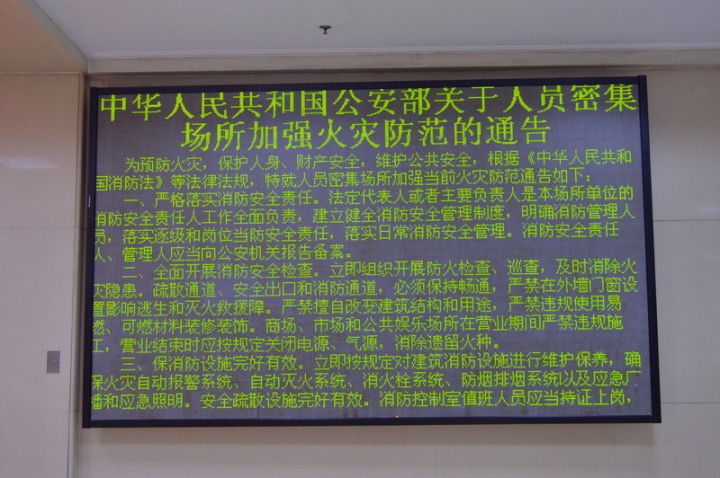 中华人民共和国公安部关于人员密集
场所加强火灾防范的通告
为预防火灾，保护人身、财产安全，维护公共安全，根据《中华人民共和
国消防法》等法律法规，特就人员密集场所加强当前火灾防范通告如下：
一、严格落实消防安全责任。法定代表人或者主要负责人是本场所单位的
消防安全责任人工作全面负责，建立健全消防安全管理制度，明确消防管理人
员，落实逐级和岗位当防安全责任，落实日常消防安全管理。消防安全责任
人、管理人应当向公安机关报告备案。
二、全面开展消防安全检查。立即组织开展防火检查、巡查，及时消除火
灾隐患。疏散通道、安全出口和消防通道，必须保持畅通，严禁在外墙门窗设
置影响逃生和灭火救援障。严禁擅自改变建筑结构和用途，严禁违规使用易
燃、可燃材料装修装饰。商场、市场和公共娱乐场所在营业期间严禁违规施
工，营业结束时应按规定关闭电源、气源，消除遗留火种。
三、保消防设施完好有效。立即按规定对建筑消防设施进行维护保养，确
保火灾自动报警系统、自动灭火系统、消火栓系统、防烟排烟系统以及应急广
播和应急照明。安全疏散设施完好有效。消防控制室值班人员应当持证上岗，